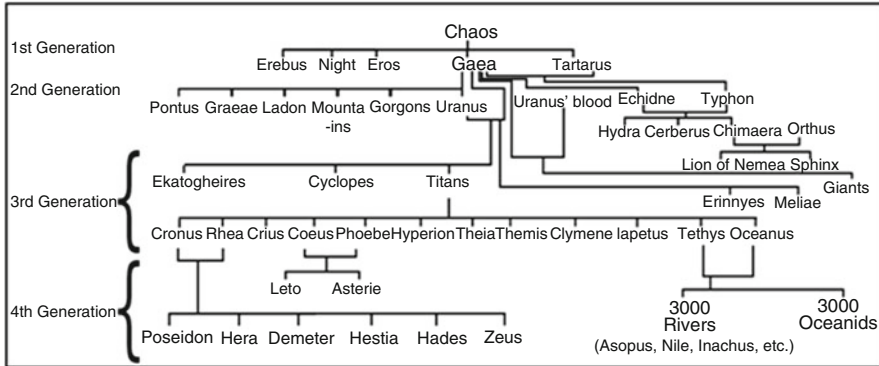 Chaos
1st Generation
Erebus Night Eros Gaea Tartarus
2nd Generation
Pontus Graeae Ladon Mounta-ins Gorgons Uranus Uranus' blood Echidne Typhon
Hydra Cerberus Chimaera Orthus
Lion of Nemea Sphinx
Ekatogheires Cyclopes Titans Giants
3rd Generation
Erinnyes Meliae
Cronus Rhea Crius Coeus Phoebe Hyperion Theia Themis Clymene Iapetus Tethys Oceanus
Leto Asterie
4th Generation
3000 Rivers
3000 Oceanids
Poseidon Hera Demeter Hestia Hades Zeus
(Asopus, Nile, Inachus, etc.)